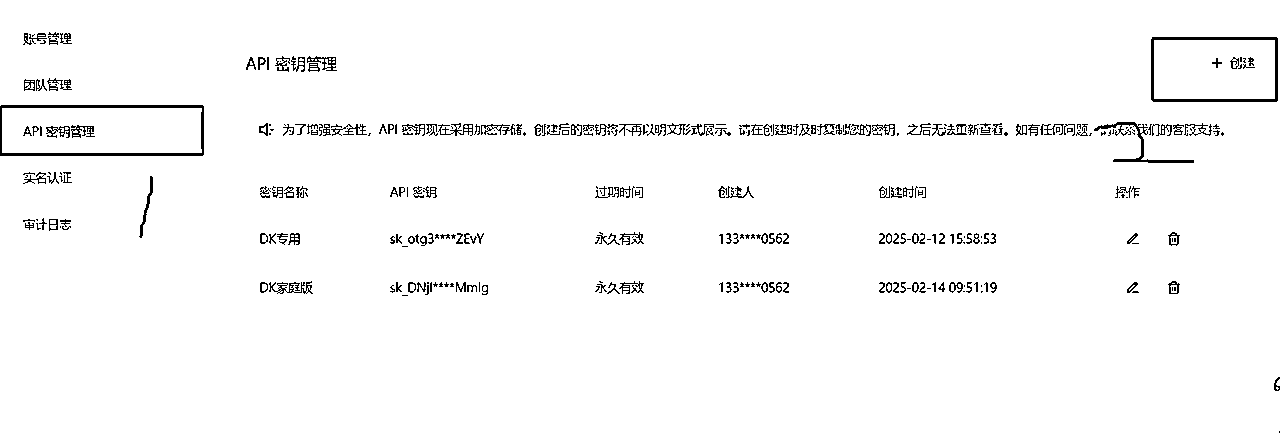 账号管理
团队管理
API 密钥管理
实名认证
审计日志
API 密钥管理
+ 创建
为了增强安全性，API 密钥现在采用加密存储。创建后的密钥将不再以明文形式展示。请在创建时及时复制您的密钥，之后无法重新查看。如有任何问题，联系我们的客服支持。
密钥名称 API 密钥 过期时间 创建人 创建时间 操作
DK专用 sk_otg3****ZEvY 永久有效 133****0562 2025-02-12 15:58:53
DK家庭版 永久有效 133****0562 2025-02-14 09:51:19